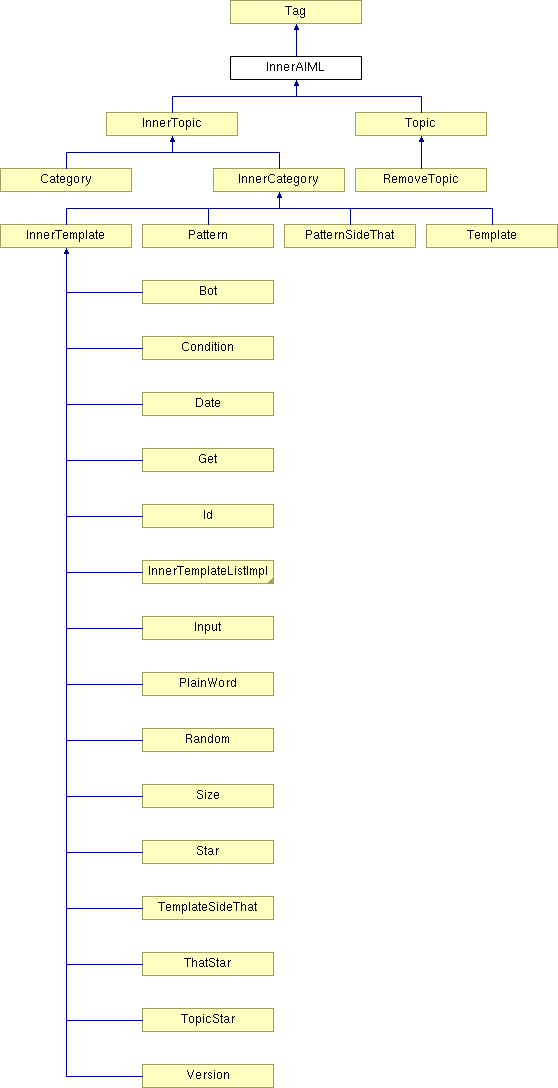 Tag
InnerAIML
InnerTopic
Topic
Category
InnerCategory
RemoveTopic
InnerTemplate
Pattern
PatternSideThat
Template
Bot
Condition
Date
Get
Id
InnerTemplateListImpl
Input
PlainWord
Random
Size
Star
TemplateSideThat
ThatStar
TopicStar
Version